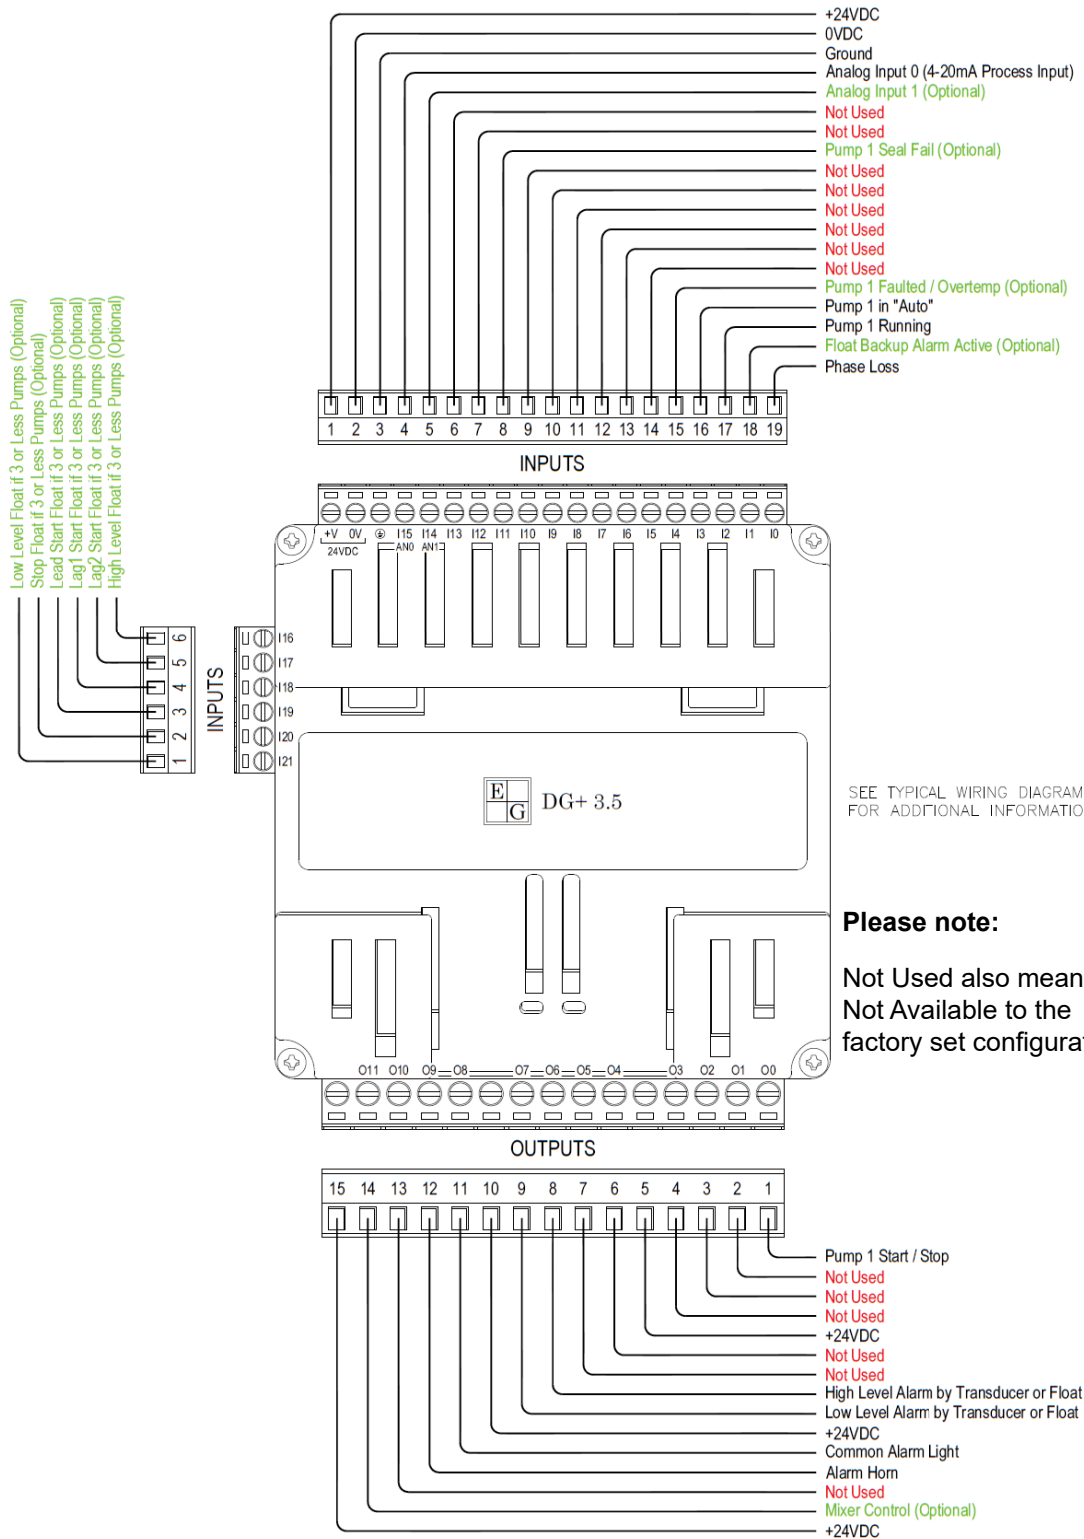 +24VDC
0VDC
Ground
Analog Input 0 (4-20mA Process Input)
Analog Input 1 (Optional)
Not Used
Not Used
Pump 1 Seal Fail (Optional)
Not Used
Not Used
Not Used
Not Used
Not Used
Not Used
Pump 1 Faulted / Overtemp (Optional)
Pump 1 in "Auto"
Pump 1 Running
Float Backup Alarm Active (Optional)
Phase Loss
Low Level Float if 3 or Less Pumps (Optional)
Stop Float if 3 or Less Pumps (Optional)
Lead Start Float if 3 or Less Pumps (Optional)
Lag1 Start Float if 3 or Less Pumps (Optional)
Lag2 Start Float if 3 or Less Pumps (Optional)
High Level Float if 3 or Less Pumps (Optional)
1 2 3 4 5 6 7 8 9 10 11 12 13 14 15 16 17 18 19
INPUTS
+V 0V I15 I14 I13 I12 I11 I10 I9 I8 I7 I6 I5 I4 I3 I2 I1 I0
24VDC AN0 AN1
6
5
4
3
2
1
INPUTS
I16
I17
I18
I19
I20
I21
E G DG+ 3.5
SEE TYPICAL WIRING DIAGRAM
FOR ADDITIONAL INFORMATIO
Please note:
Not Used also mean
Not Available to the
factory set configurat
O11 O10 O9 O8 O7 O6 O5 O4 O3 O2 O1 O0
OUTPUTS
15 14 13 12 11 10 9 8 7 6 5 4 3 2 1
Pump 1 Start / Stop
Not Used
Not Used
Not Used
+24VDC
Not Used
Not Used
High Level Alarm by Transducer or Float
Low Level Alarm by Transducer or Float
+24VDC
Common Alarm Light
Alarm Horn
Not Used
Mixer Control (Optional)
+24VDC